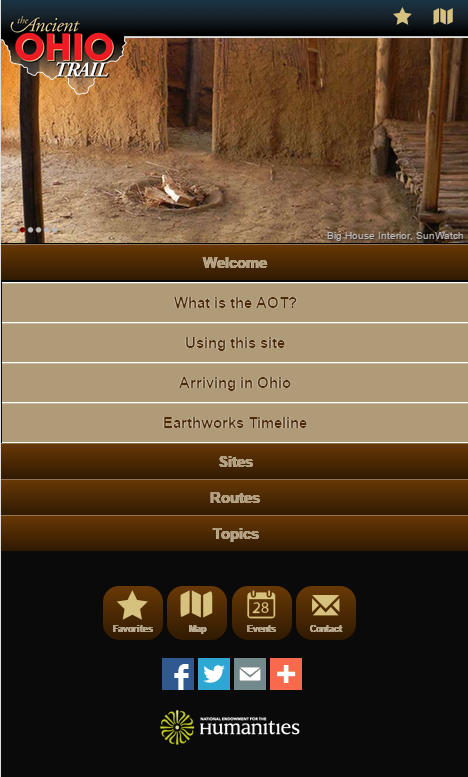 the Ancient
OHIO
TRAIL
Big House Interior, SunWatch
Welcome
What is the AOT?
Using this site
Arriving in Ohio
Earthworks Timeline
Sites
Routes
Topics
28
Favorites Map Events Contact
NATIONAL ENDOWMENT FOR THE
Humanities